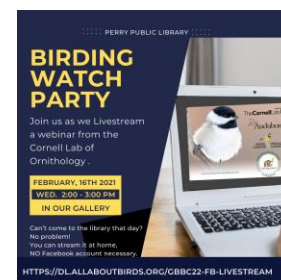 PERRY PUBLIC LIBRARY
BIRDING
WATCH
PARTY
Join us as we Livestream
a webinar from the
Cornell Lab of
Ornithology .
FEBRUARY, 16TH 2021
WED. 2:00 - 3:00 PM
IN OUR GALLERY
Can't come to the library that day?
No problem!
You can stream it at home,
NO Facebook account necessary.
TheCornellLab
Audubon
HTTPS://DL.ALLABOUTBIRDS.ORG/GBBC22-FB-LIVESTREAM